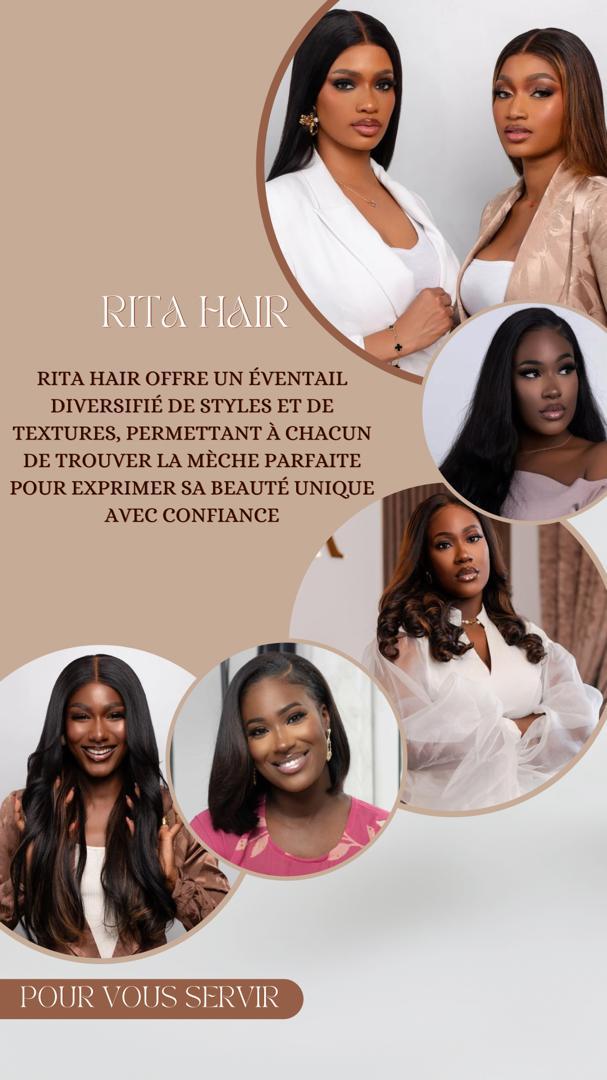 RITA HAIR
RITA HAIR OFFRE UN ÉVENTAIL
DIVERSIFIÉ DE STYLES ET DE
TEXTURES, PERMETTANT À CHACUN
DE TROUVER LA MÈCHE PARFAITE
POUR EXPRIMER SA BEAUTÉ UNIQUE
AVEC CONFIANCE
POUR VOUS SERVIR